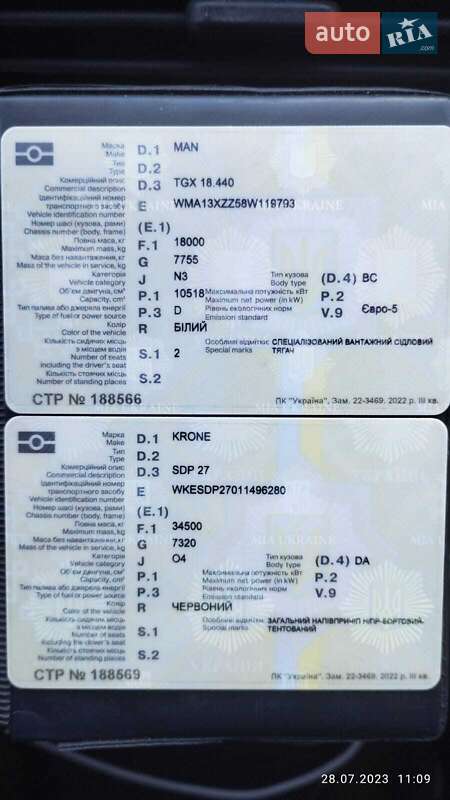 auto RIA .com
Марка D.1 MAN
Make
Тип D.2
Type
Комерційний опис D.3 TGX 18.440
Commercial description
Ідентифікаційний номер
транспортного засобу E WMA13XZZ58W119793
Vehicle identification number
Номер шасі (кузова, рами) (E.1)
Chassis number (body, frame)
Повна маса, кг F.1 18000
Maximum mass, kg
Маса без навантаження, кг G 7755
Mass of the vehicle in service, kg
Категорія J N3 Тип кузова (D.4) BC
Vehicle category Body type
Об'єм двигуна, см³ P.1 10518 Максимальна потужність кВт P.2
Capacity, cm³ Maximum net power (in kW)
Тип палива або джерела енергії P.3 D Рівень екологічних норм V.9 Євро-5
Type of fuel or power source Emission standard
Колір R БІЛИЙ
Color of the vehicle
Кількість сидячих місць Особливі відмітки: СПЕЦІАЛІЗОВАНИЙ ВАНТАЖНИЙ СІДЛОВИЙ
з місцем водія S.1 2 Special marks ТЯГАЧ
Number of seats
including the driver's seat
Кількість стоячих місць S.2
Number of standing places
СТР № 188566 ПК "Україна", Зам. 22-3469. 2022 р. III кв.
Марка D.1 KRONE
Make
Тип D.2
Type
Комерційний опис D.3 SDP 27
Commercial description
Ідентифікаційний номер
транспортного засобу E WKESDP27011496280
Vehicle identification number
Номер шасі (кузова, рами) (E.1)
Chassis number (body, frame)
Повна маса, кг F.1 34500
Maximum mass, kg
Маса без навантаження, кг G 7320
Mass of the vehicle in service, kg
Категорія J O4 Тип кузова (D.4) DA
Vehicle category Body type
Об'єм двигуна, см³ P.1 Максимальна потужність кВт P.2
Capacity, cm³ Maximum net power (in kW)
Тип палива або джерела енергії P.3 Рівень екологічних норм V.9
Type of fuel or power source Emission standard
Колір R ЧЕРВОНИЙ
Color of the vehicle
Кількість сидячих місць Особливі відмітки: ЗАГАЛЬНИЙ НАПІВПРИЧІП Н/ПР-БОРТОВИЙ-
з місцем водія S.1 Special marks ТЕНТОВАНИЙ
Number of seats
including the driver's seat
Кількість стоячих місць S.2
Number of standing places
СТР № 188569 ПК "Україна", Зам. 22-3469. 2022 р. III кв.
28.07.2023 11:09